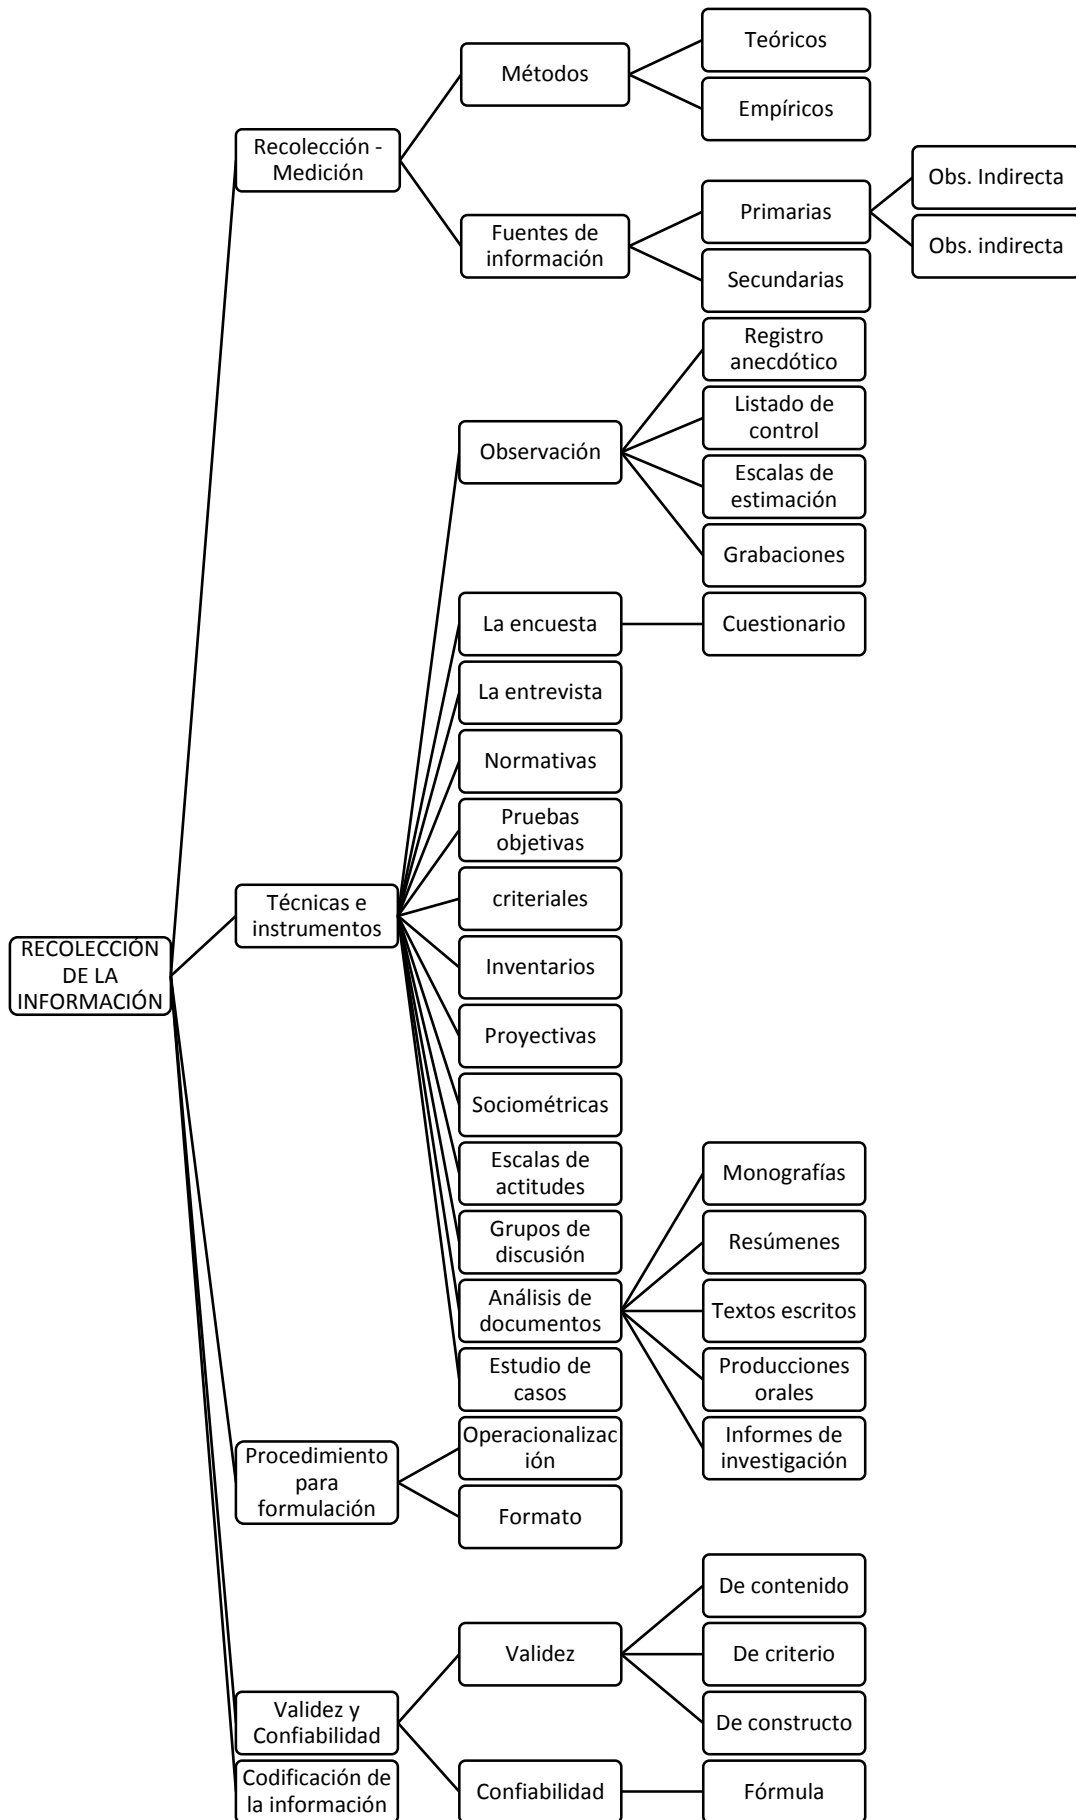 Teóricos
Métodos
Empíricos
Recolección -
Medición
Obs. Indirecta
Primarias
Fuentes de
información
Obs. indirecta
Secundarias
Registro
anecdótico
Listado de
control
Observación
Escalas de
estimación
Grabaciones
La encuesta
Cuestionario
La entrevista
Normativas
Pruebas
objetivas
criteriales
Técnicas e
instrumentos
RECOLECCIÓN
DE LA
INFORMACIÓN
Inventarios
Proyectivas
Sociométricas
Escalas de
actitudes
Monografías
Grupos de
discusión
Resúmenes
Análisis de
documentos
Textos escritos
Estudio de
casos
Producciones
orales
Informes de
investigación
Procedimiento
para
formulación
Operacionalizac
ión
Formato
De contenido
Validez
De criterio
De constructo
Validez y
Confiabilidad
Confiabilidad
Fórmula
Codificación de
la información